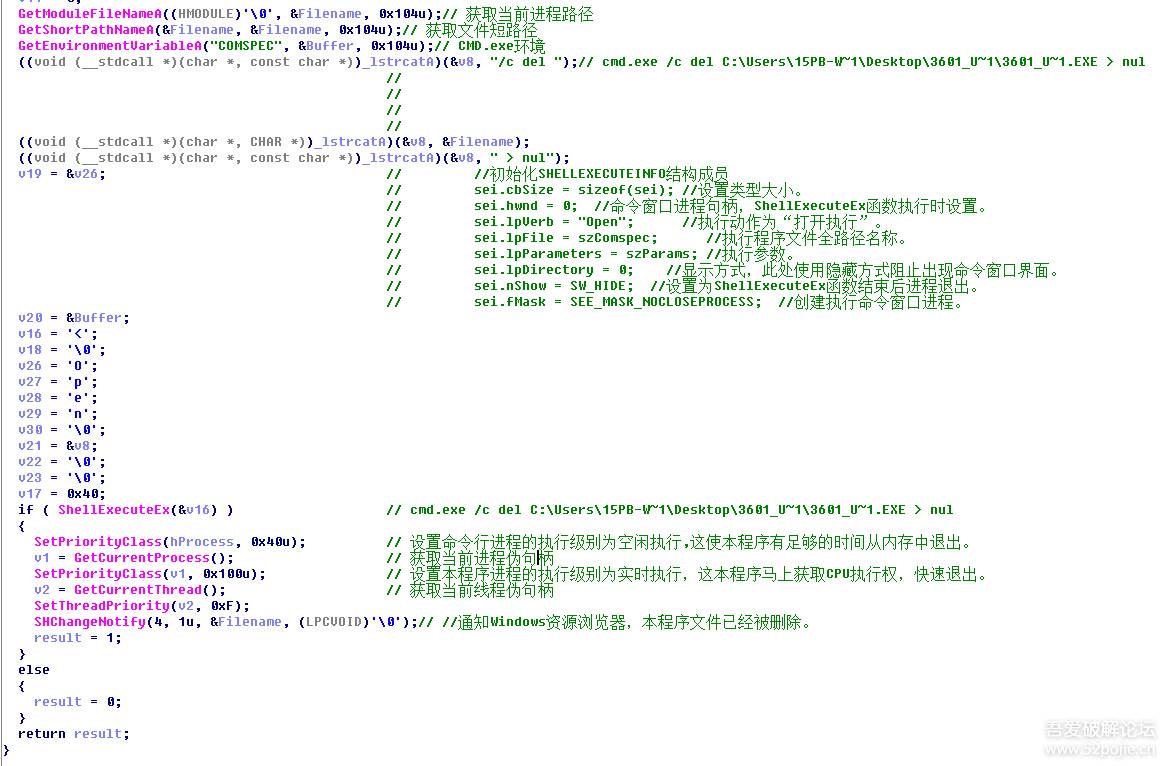 GetModuleFileNameA((HMODULE)'\0', &Filename, 0x104u);// 获取当前进程路径
GetShortPathNameA(&Filename, &Filename, 0x104u);// 获取文件短路径
GetEnvironmentVariableA("COMSPEC", &Buffer, 0x104u);// CMD.exe环境
((void (__stdcall *)(char *, const char *))_lstrcatA)(&v8, "/c del ");// cmd.exe /c del C:\Users\15PB-W~1\Desktop\3601_U~1\3601_U~1.EXE > nul
//
//
//
//
((void (__stdcall *)(char *, CHAR *))_lstrcatA)(&v8, &Filename);
((void (__stdcall *)(char *, const char *))_lstrcatA)(&v8, " > nul");
v19 = &v26; // //初始化SHELLEXECUTEINFO结构成员
// sei.cbSize = sizeof(sei); //设置类型大小。
// sei.hwnd = 0; //命令窗口进程句柄，ShellExecuteEx函数执行时设置。
// sei.lpVerb = "Open"; //执行动作为“打开执行”。
// sei.lpFile = szComspec; //执行程序文件全路径名称。
// sei.lpParameters = szParams; //执行参数。
// sei.lpDirectory = 0; //显示方式，此处使用隐藏方式阻止出现命令窗口界面。
// sei.nShow = SW_HIDE; //设置为ShellExecuteEx函数结束后进程退出。
// sei.fMask = SEE_MASK_NOCLOSEPROCESS; //创建执行命令窗口进程。
v20 = &Buffer;
v16 = '<';
v18 = '\0';
v26 = 'O';
v27 = 'p';
v28 = 'e';
v29 = 'n';
v30 = '\0';
v21 = &v8;
v22 = '\0';
v23 = '\0';
v17 = 0x40;
if ( ShellExecuteEx(&v16) ) // cmd.exe /c del C:\Users\15PB-W~1\Desktop\3601_U~1\3601_U~1.EXE > nul
{
SetPriorityClass(hProcess, 0x40u); // 设置命令行进程的执行级别为空闲执行,这使本程序有足够的时间从内存中退出。
v1 = GetCurrentProcess(); // 获取当前进程伪句柄
SetPriorityClass(v1, 0x100u); // 设置本程序进程的执行级别为实时执行，这本程序马上获取CPU执行权，快速退出。
v2 = GetCurrentThread(); // 获取当前线程伪句柄
SetThreadPriority(v2, 0xF);
SHChangeNotify(4, 1u, &Filename, (LPCVOID)'\0');// //通知Windows资源浏览器，本程序文件已经被删除。
result = 1;
}
else
{
result = 0;
}
return result;
}
吾爱破解论坛
www.52pojie.cn